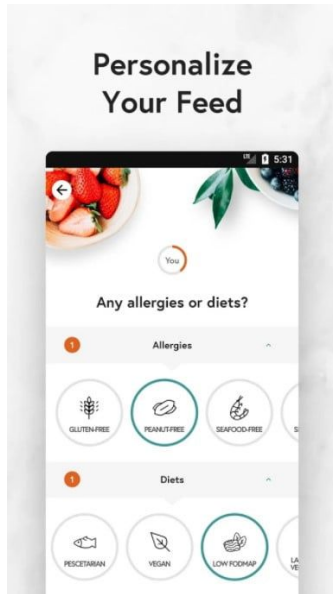 Personalize
Your Feed
LTE 5:31
You
Any allergies or diets?
1 Allergies
GLUTEN-FREE PEANUT-FREE SEAFOOD-FREE
1 Diets
PESCETARIAN VEGAN LOW FODMAP